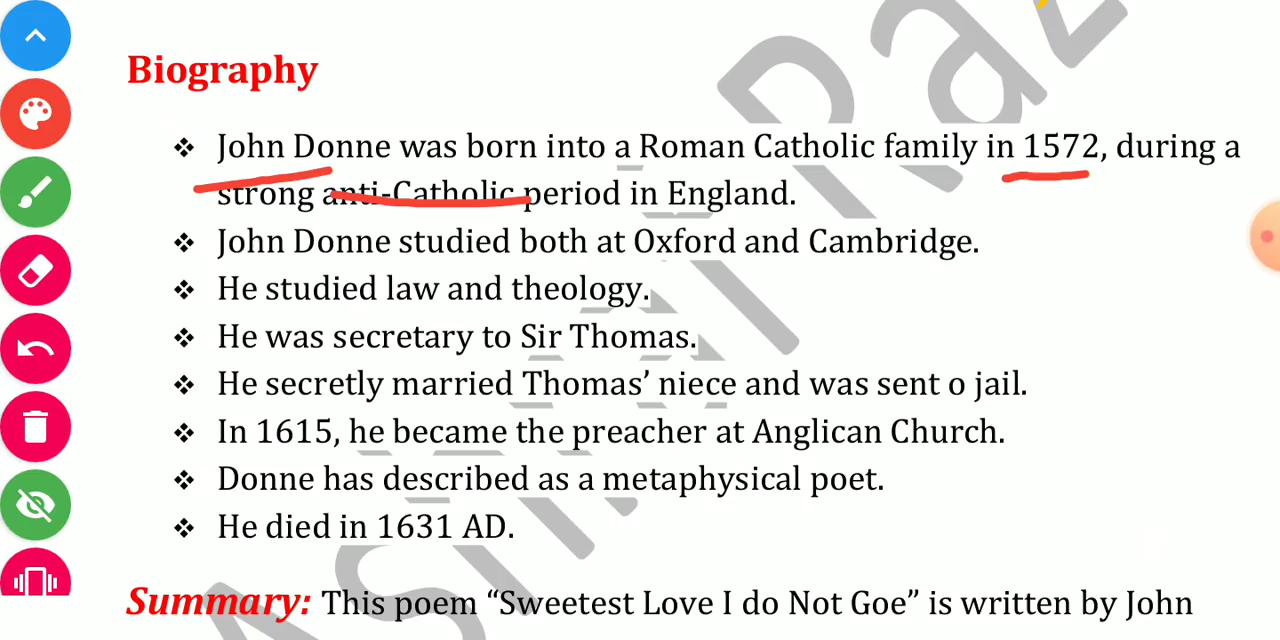 Biography
❖ John Donne was born into a Roman Catholic family in 1572, during a
strong anti-Catholic period in England.
❖ John Donne studied both at Oxford and Cambridge.
❖ He studied law and theology.
❖ He was secretary to Sir Thomas.
❖ He secretly married Thomas’ niece and was sent o jail.
❖ In 1615, he became the preacher at Anglican Church.
❖ Donne has described as a metaphysical poet.
❖ He died in 1631 AD.
Summary: This poem “Sweetest Love I do Not Goe” is written by John